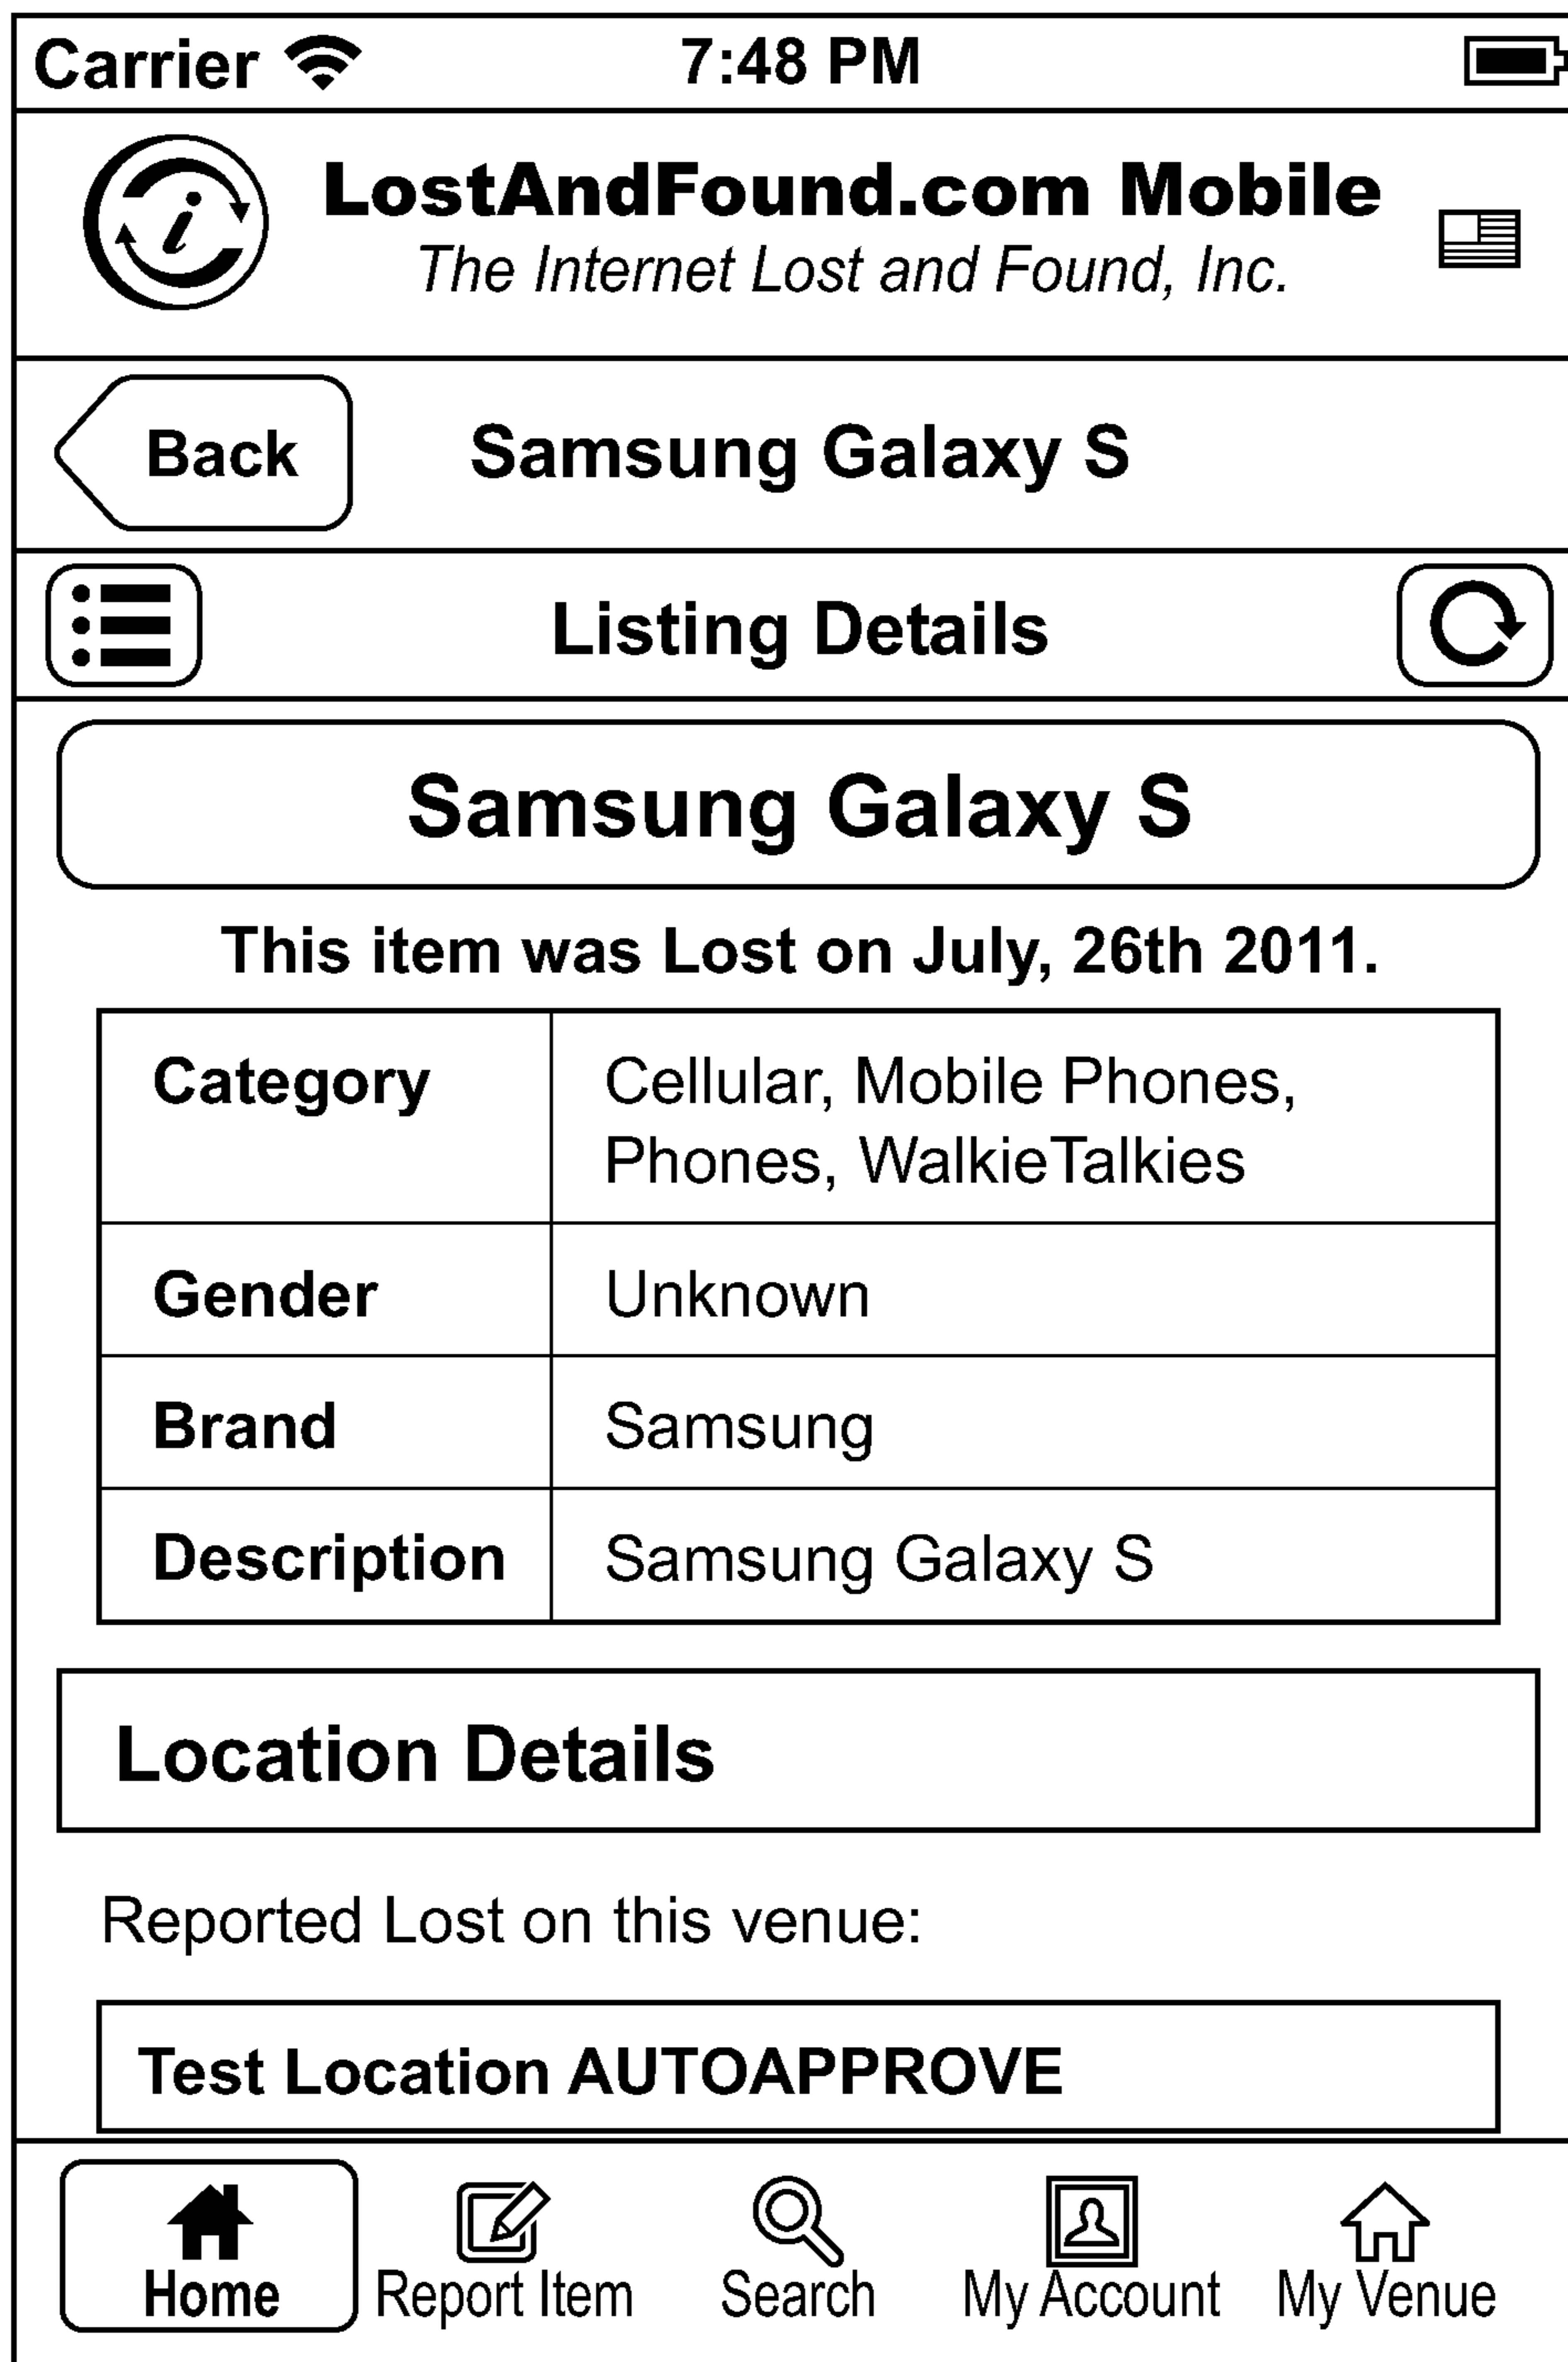 Carrier 7:48 PM
LostAndFound.com Mobile
The Internet Lost and Found, Inc.
Back Samsung Galaxy S
Listing Details
Samsung Galaxy S
This item was Lost on July, 26th 2011.
Category Cellular, Mobile Phones,
Phones, WalkieTalkies
Gender Unknown
Brand Samsung
Description Samsung Galaxy S
Location Details
Reported Lost on this venue:
Test Location AUTOAPPROVE
Home Report Item Search My Account My Venue